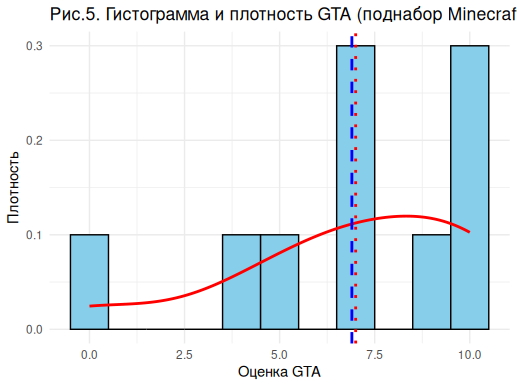 Рис.5. Гистограмма и плотность GTA (поднабор Minecraf
Плотность
0.3
0.2
0.1
0.0
0.0 2.5 5.0 7.5 10.0
Оценка GTA